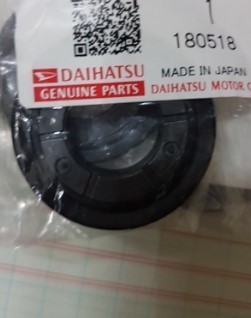 1
180518
DAIHATSU
MADE IN JAPAN
GENUINE PARTS
DAIHATSU MOTOR